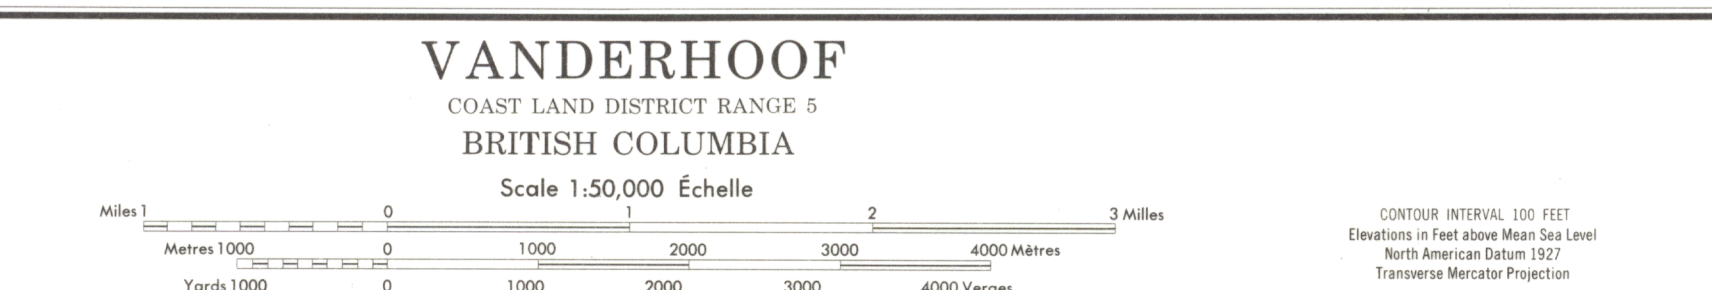 VANDERHOOF
COAST LAND DISTRICT RANGE 5
BRITISH COLUMBIA
Scale 1:50,000 Échelle
Miles 1 0 1 2 3 Milles
Metres 1000 0 1000 2000 3000 4000 Mètres
Yards 1000 0 1000 2000 3000 4000 Verges
CONTOUR INTERVAL 100 FEET
Elevations in Feet above Mean Sea Level
North American Datum 1927
Transverse Mercator Projection